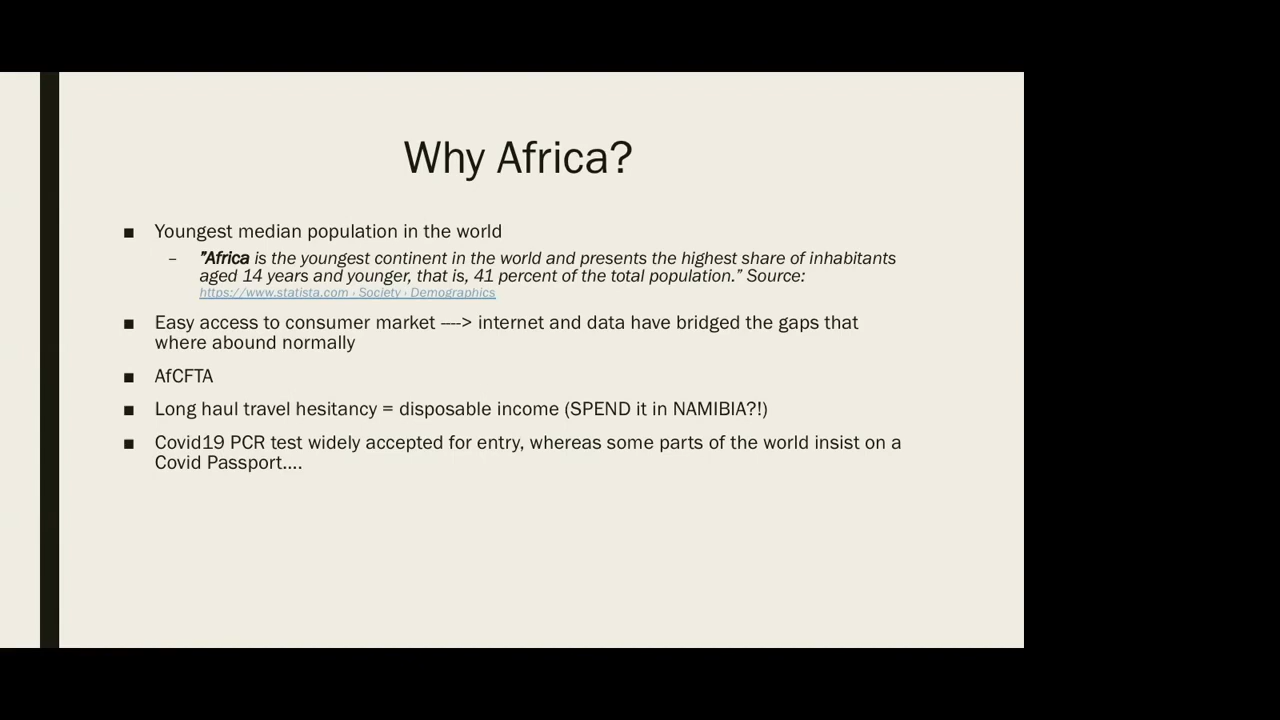 Why Africa?
■ Youngest median population in the world
– "Africa is the youngest continent in the world and presents the highest share of inhabitants
aged 14 years and younger, that is, 41 percent of the total population." Source:
https://www.statista.com › Society › Demographics
■ Easy access to consumer market ----> internet and data have bridged the gaps that
where abound normally
■ AfCFTA
■ Long haul travel hesitancy = disposable income (SPEND it in NAMIBIA?!)
■ Covid19 PCR test widely accepted for entry, whereas some parts of the world insist on a
Covid Passport....